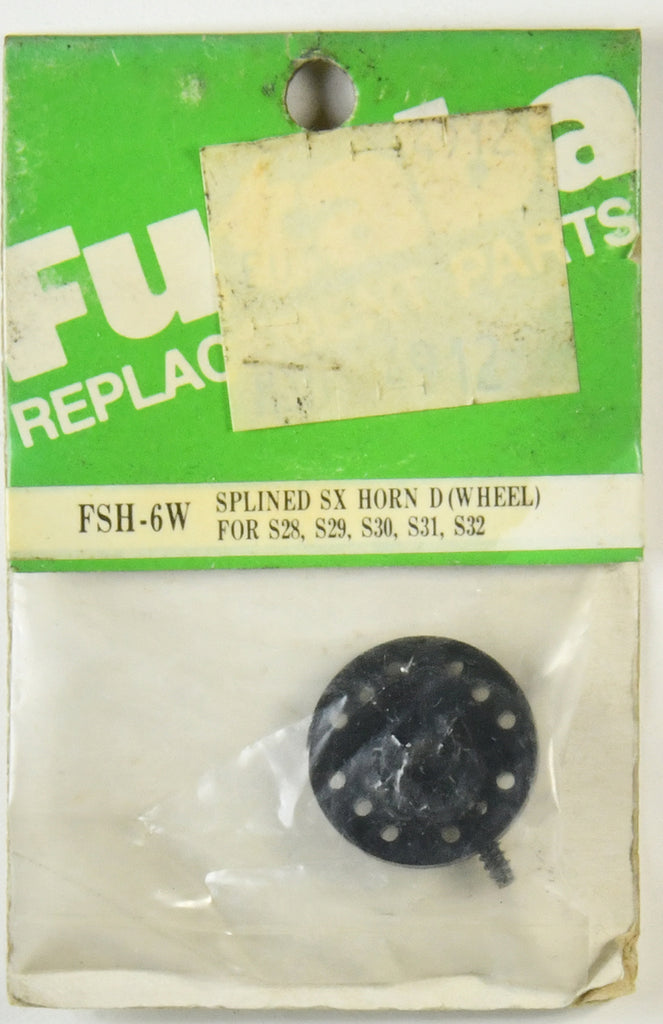 Fu a
REPLAC PARTS
FSH-6W
SPLINED SX HORN D (WHEEL)
FOR S28, S29, S30, S31, S32